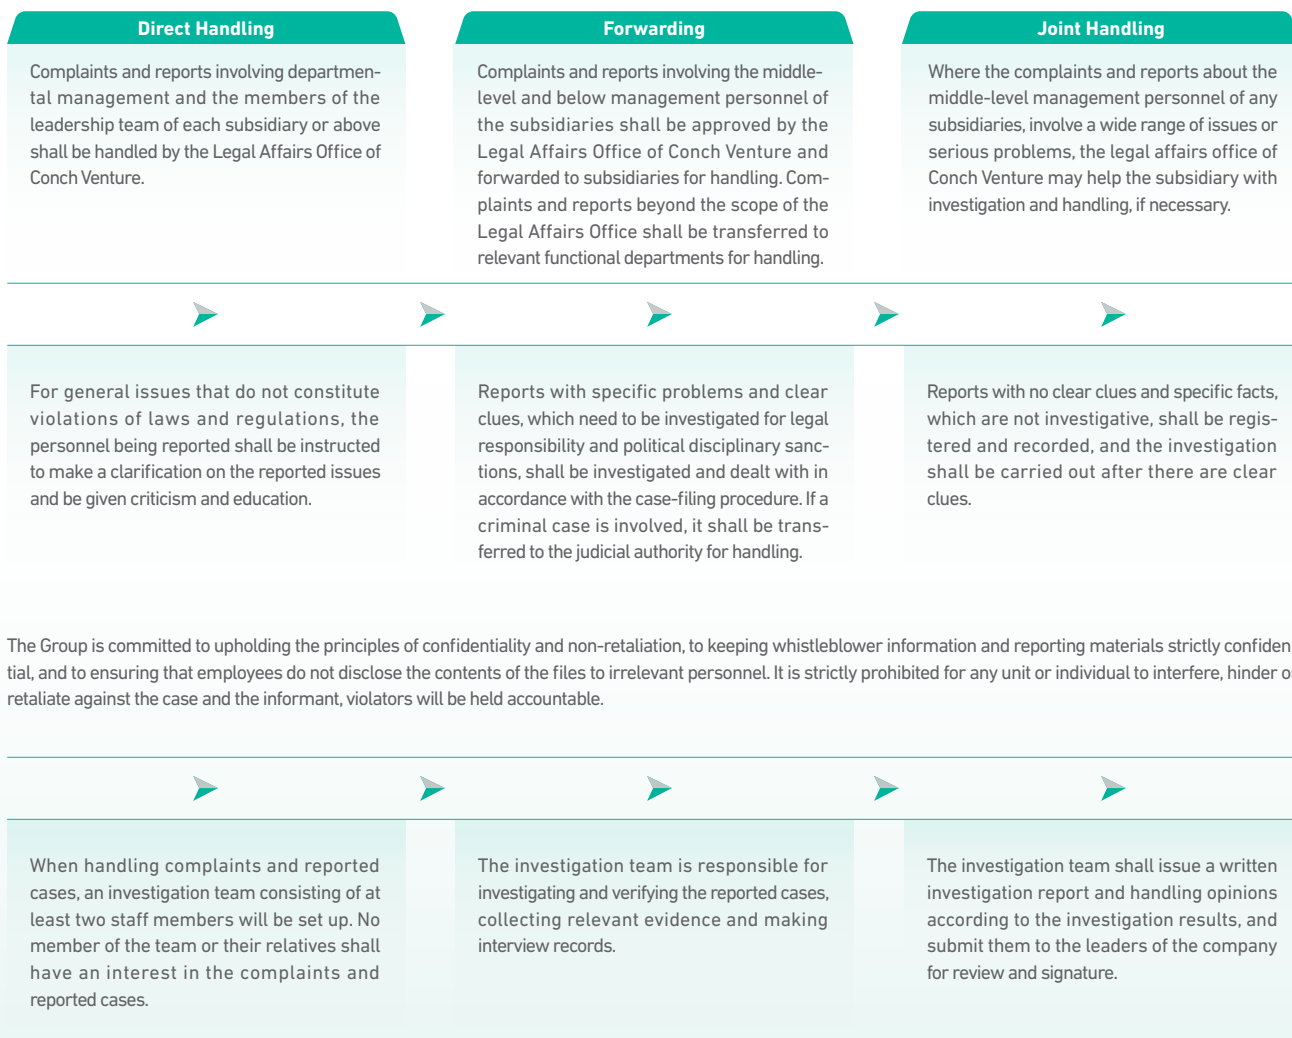 Direct Handling
Complaints and reports involving departmen-
tal management and the members of the
leadership team of each subsidiary or above
shall be handled by the Legal Affairs Office of
Conch Venture.
Forwarding
Complaints and reports involving the middle-
level and below management personnel of
the subsidiaries shall be approved by the
Legal Affairs Office of Conch Venture and
forwarded to subsidiaries for handling. Com-
plaints and reports beyond the scope of the
Legal Affairs Office shall be transferred to
relevant functional departments for handling.
Joint Handling
Where the complaints and reports about the
middle-level management personnel of any
subsidiaries, involve a wide range of issues or
serious problems, the legal affairs office of
Conch Venture may help the subsidiary with
investigation and handling, if necessary.
For general issues that do not constitute
violations of laws and regulations, the
personnel being reported shall be instructed
to make a clarification on the reported issues
and be given criticism and education.
Reports with specific problems and clear
clues, which need to be investigated for legal
responsibility and political disciplinary sanc-
tions, shall be investigated and dealt with in
accordance with the case-filing procedure. If a
criminal case is involved, it shall be trans-
ferred to the judicial authority for handling.
Reports with no clear clues and specific facts,
which are not investigative, shall be regis-
tered and recorded, and the investigation
shall be carried out after there are clear
clues.
The Group is committed to upholding the principles of confidentiality and non-retaliation, to keeping whistleblower information and reporting materials strictly confiden
tial, and to ensuring that employees do not disclose the contents of the files to irrelevant personnel. It is strictly prohibited for any unit or individual to interfere, hinder or
retaliate against the case and the informant, violators will be held accountable.
When handling complaints and reported
cases, an investigation team consisting of at
least two staff members will be set up. No
member of the team or their relatives shall
have an interest in the complaints and
reported cases.
The investigation team is responsible for
investigating and verifying the reported cases,
collecting relevant evidence and making
interview records.
The investigation team shall issue a written
investigation report and handling opinions
according to the investigation results, and
submit them to the leaders of the company
for review and signature.